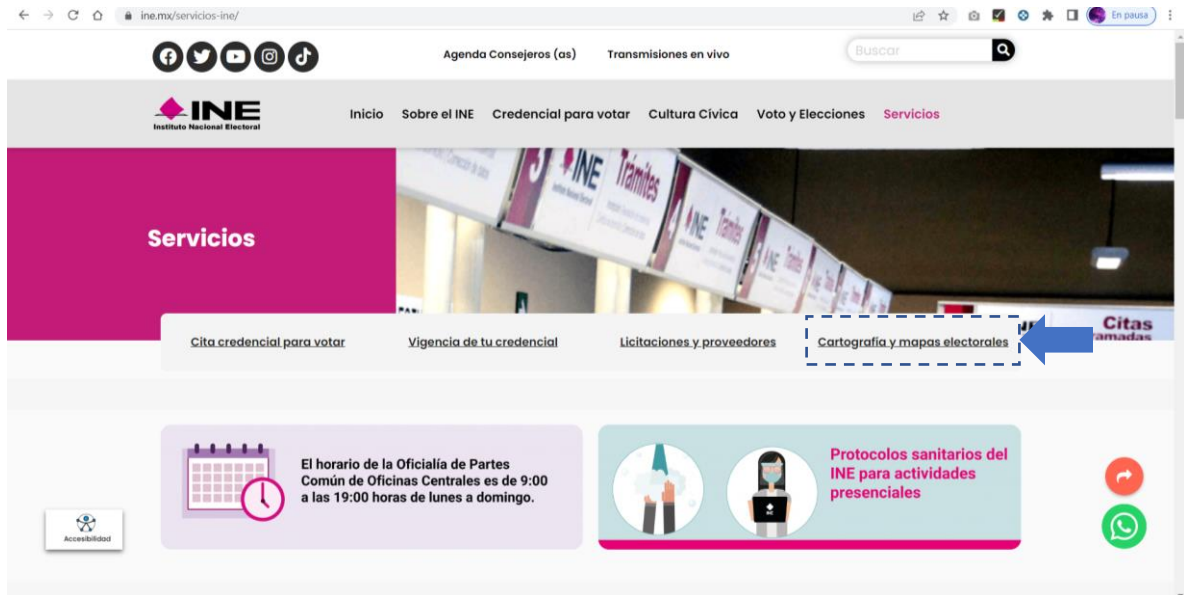 ine.mx/servicios-ine/
En pausa
Agenda Consejeros (as)
Transmisiones en vivo
Buscar
INE
Instituto Nacional Electoral
Inicio
Sobre el INE
Credencial para votar
Cultura Cívica
Voto y Elecciones
Servicios
Servicios
INE
Trámites
INE
Trámites
Citas
Cita credencial para votar
Vigencia de tu credencial
Licitaciones y proveedores
Cartografía y mapas electorales
El horario de la Oficialía de Partes
Común de Oficinas Centrales es de 9:00
a las 19:00 horas de lunes a domingo.
Protocolos sanitarios del
INE para actividades
presenciales
INE
Accesibilidad